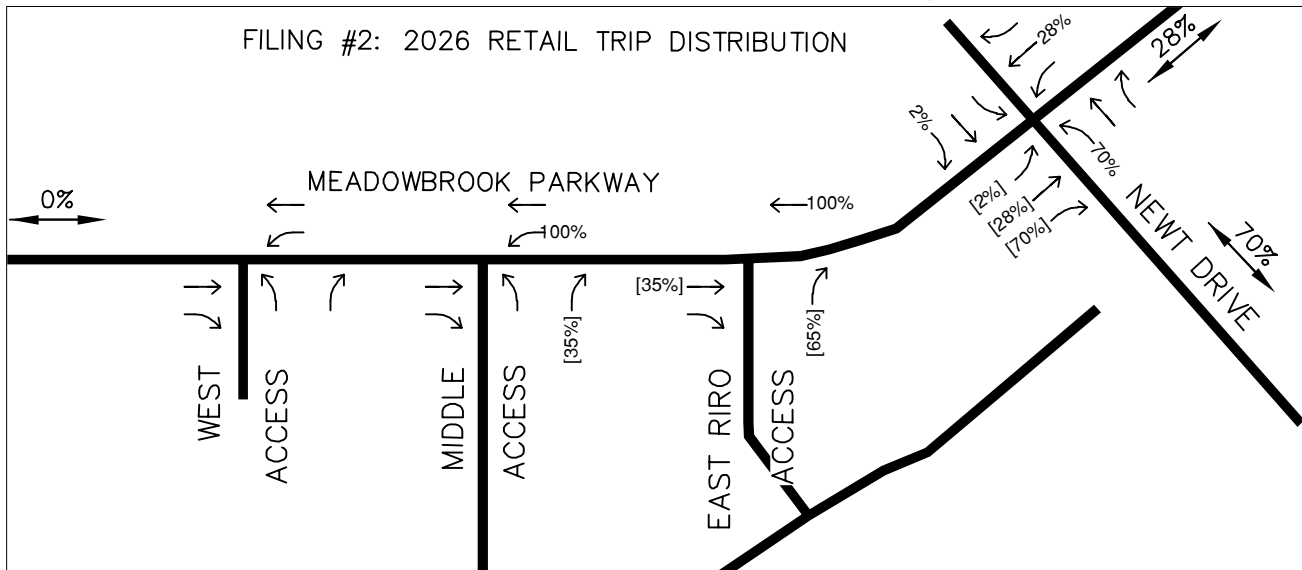 FILING #2: 2026 RETAIL TRIP DISTRIBUTION
28%
28%
2%
70%
MEADOWBROOK PARKWAY
0%
[2%]
[28%]
[70%]
NEWT DRIVE
70%
100%
100%
[35%]
[35%]
[65%]
WEST
ACCESS
MIDDLE
ACCESS
EAST RIRO
ACCESS